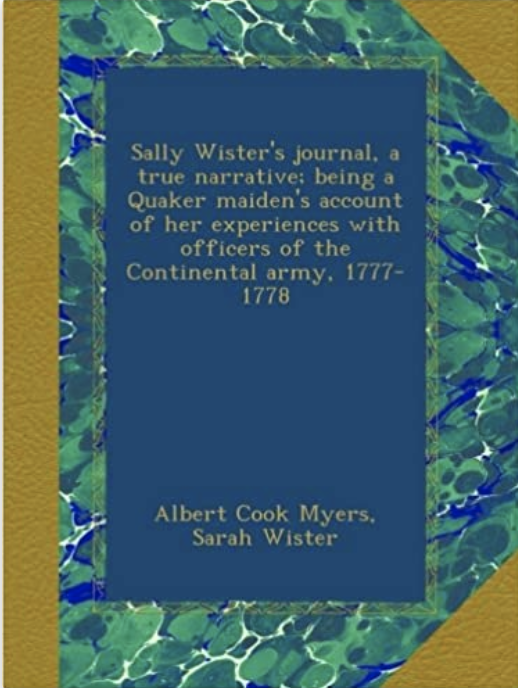 Sally Wister's journal, a
true narrative; being a
Quaker maiden's account
of her experiences with
officers of the
Continental army, 1777-
1778
Albert Cook Myers,
Sarah Wister